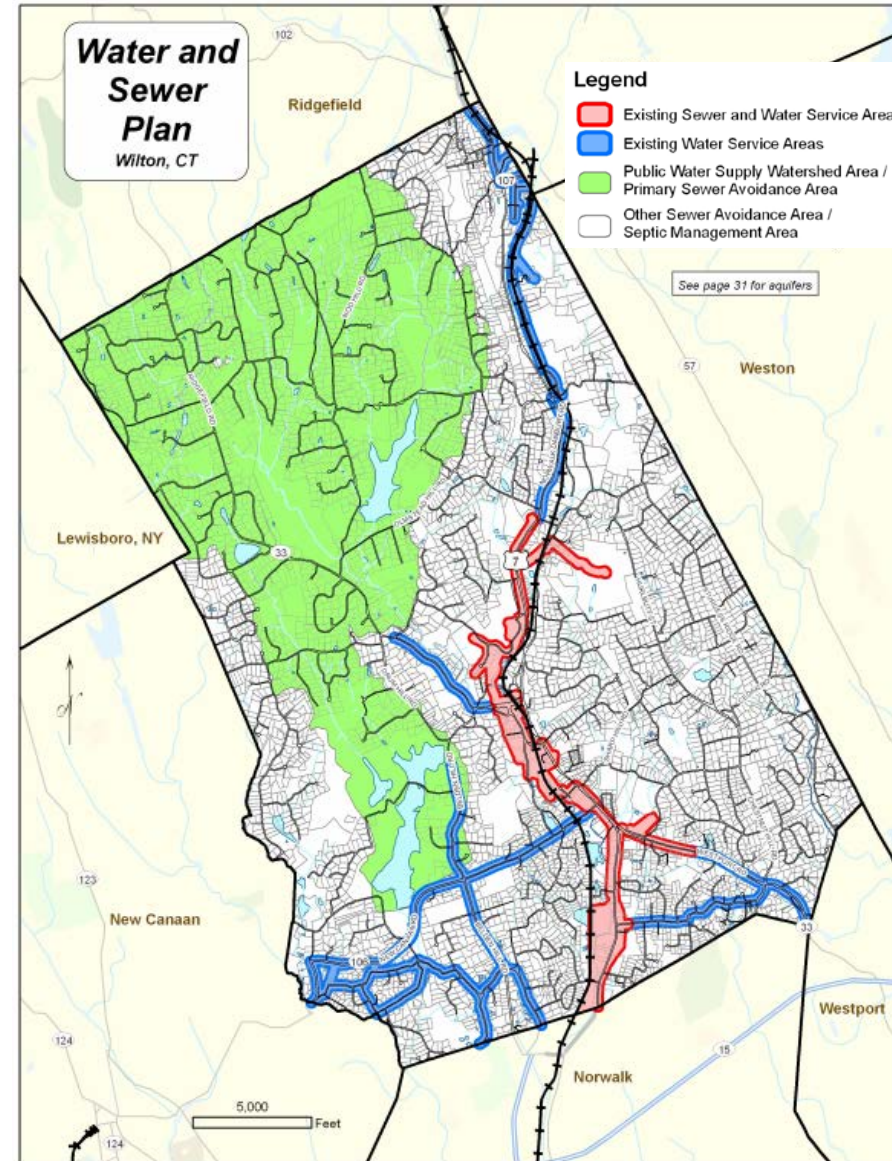 Water and
Sewer
Plan
Wilton, CT
Legend
Existing Sewer and Water Service Area
Existing Water Service Areas
Public Water Supply Watershed Area /
Primary Sewer Avoidance Area
Other Sewer Avoidance Area /
Septic Management Area
See page 31 for aquifers
102
Ridgefield
107
57
Weston
RIDGEFIELD RD
Lewisboro, NY
33
7
123
New Canaan
106
33
Westport
124
15
Norwalk
5,000
Feet
124